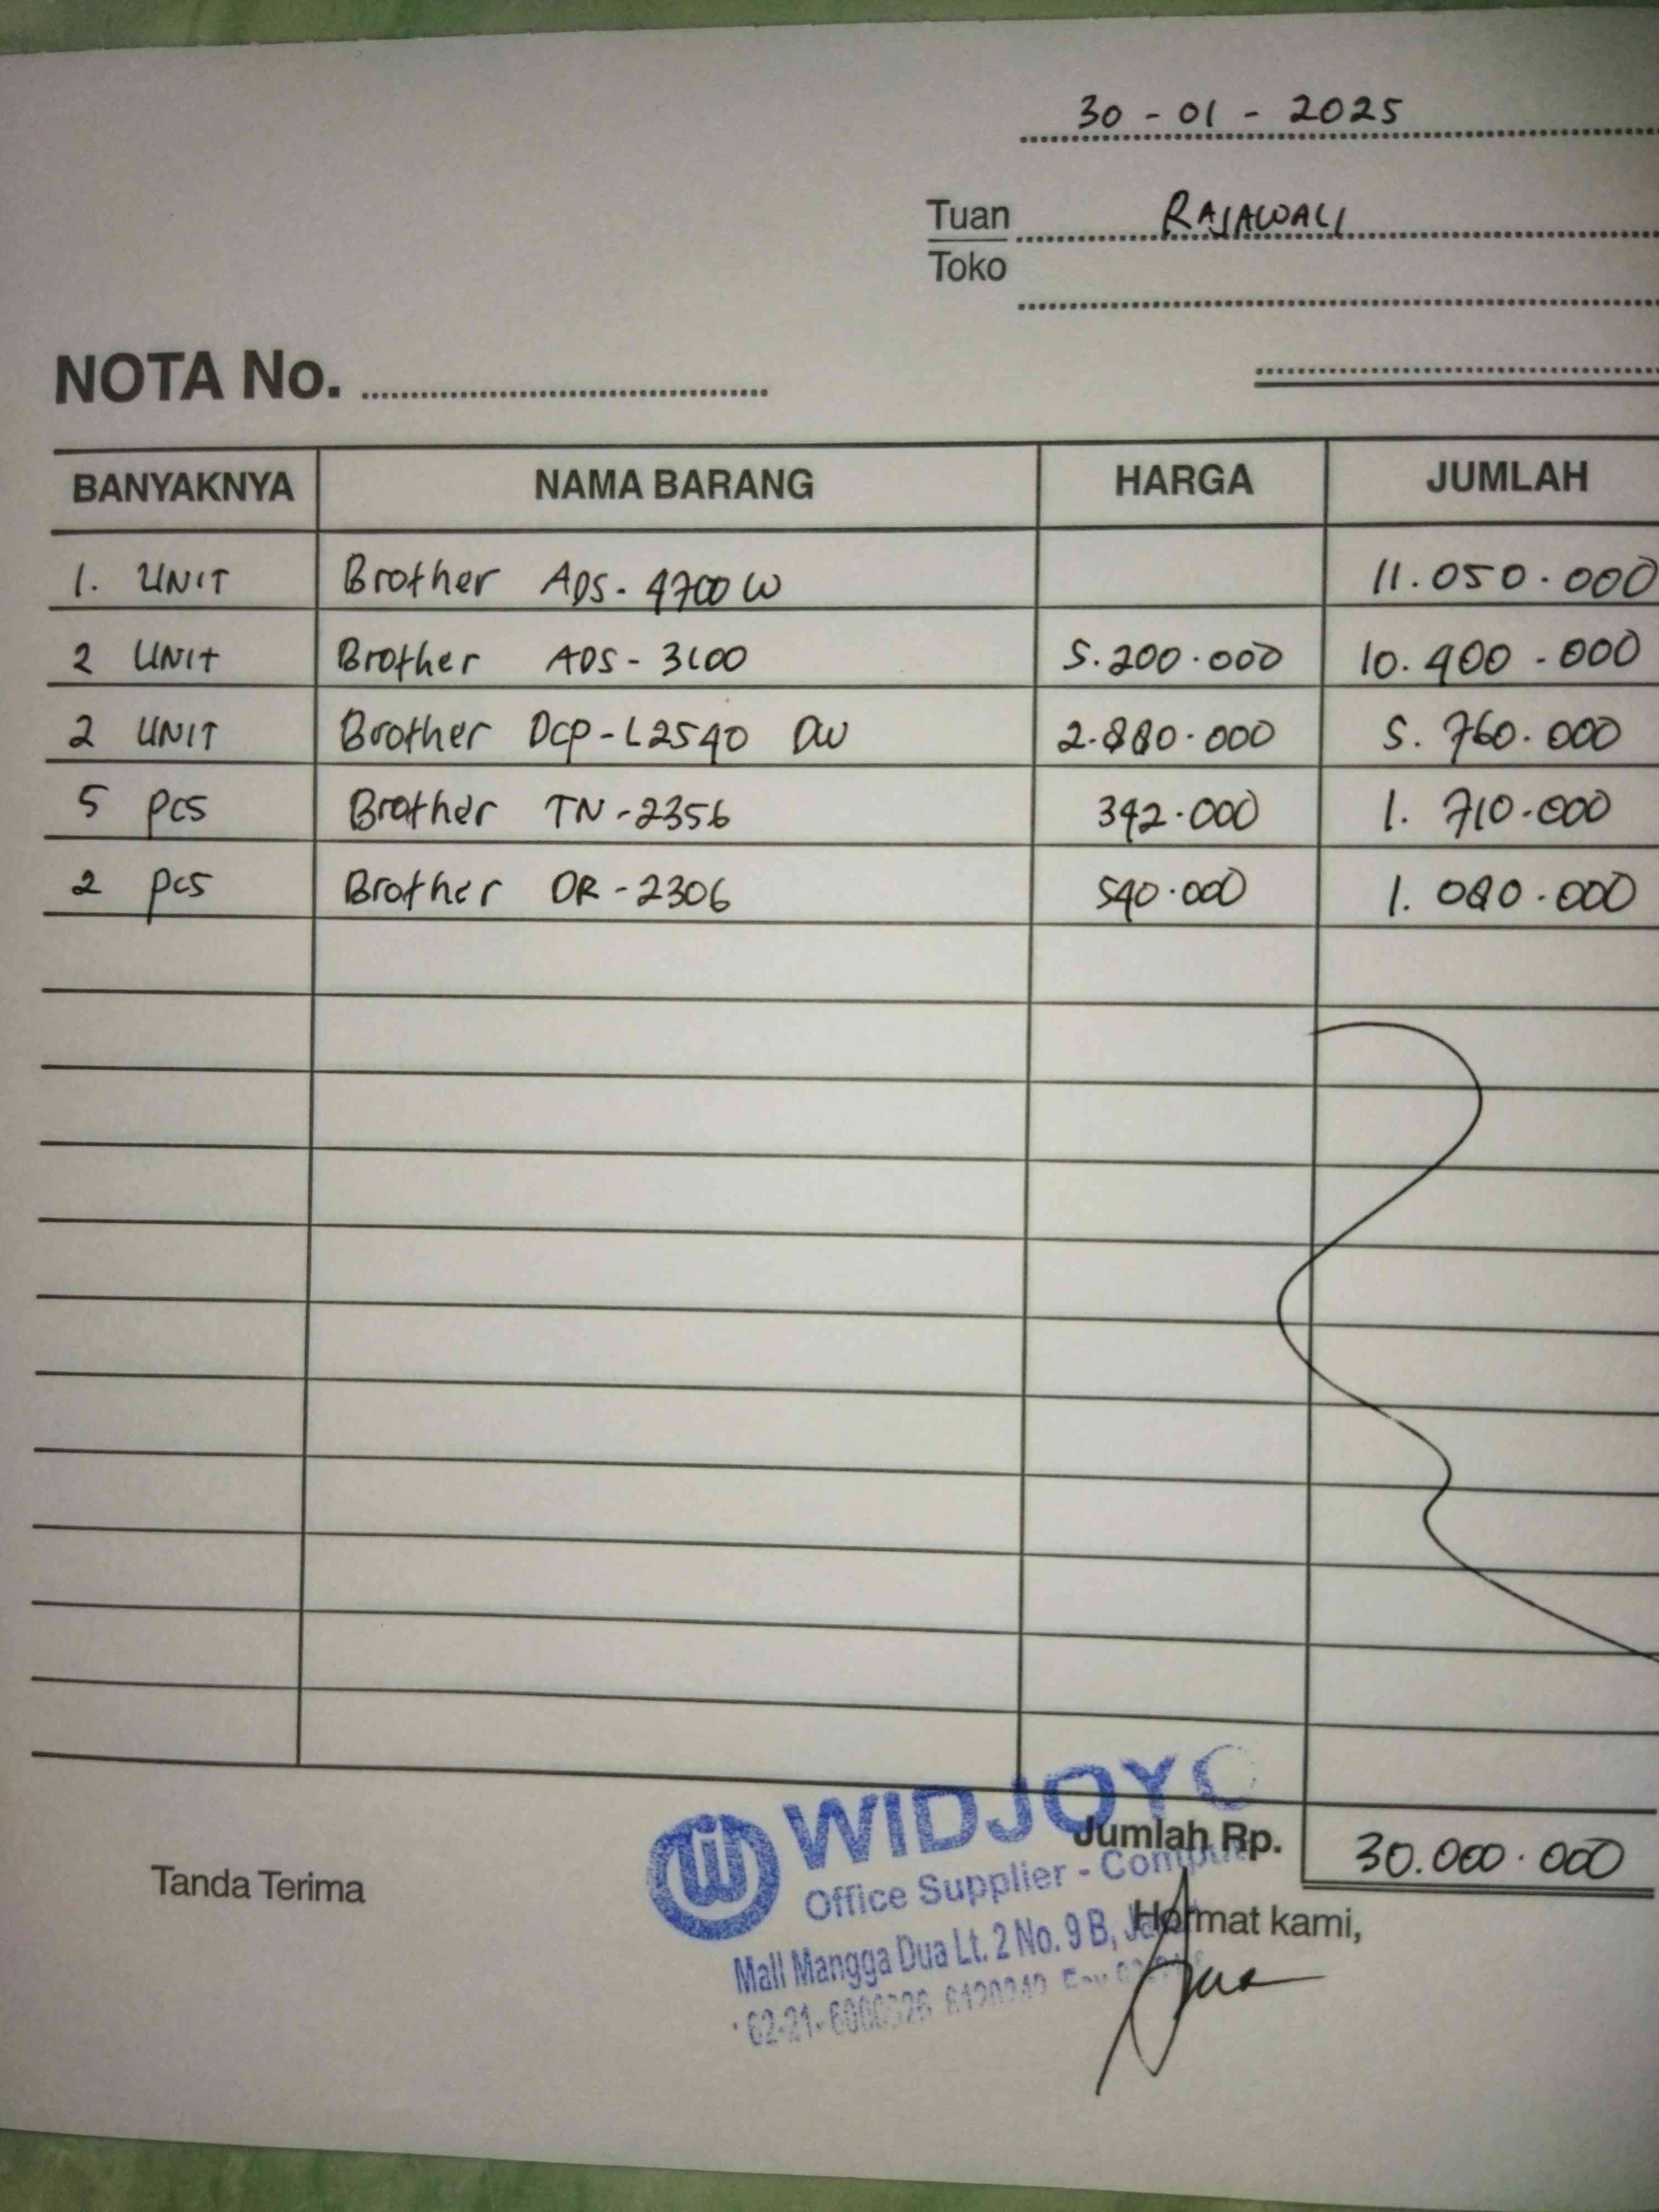 30 - 01 - 2025
Tuan RAJAWALI
Toko
NOTA No.
BANYAKNYA NAMA BARANG HARGA JUMLAH
1. UNIT Brother ADS-4700 W 11.050.000
2 UNIT Brother ADS-3100 5.200.000 10.400.000
2 UNIT Brother DCP-L2540 DW 2.880.000 5.760.000
5 pcs Brother TN-2356 342.000 1.710.000
2 pcs Brother DR-2306 540.000 1.080.000
WIDJOYO
Jumlah Rp. 30.000.000
Office Supplier -
Tanda Terima
Hormat kami,
Mall Mangga Dua Lt. 2 No. 9 B,